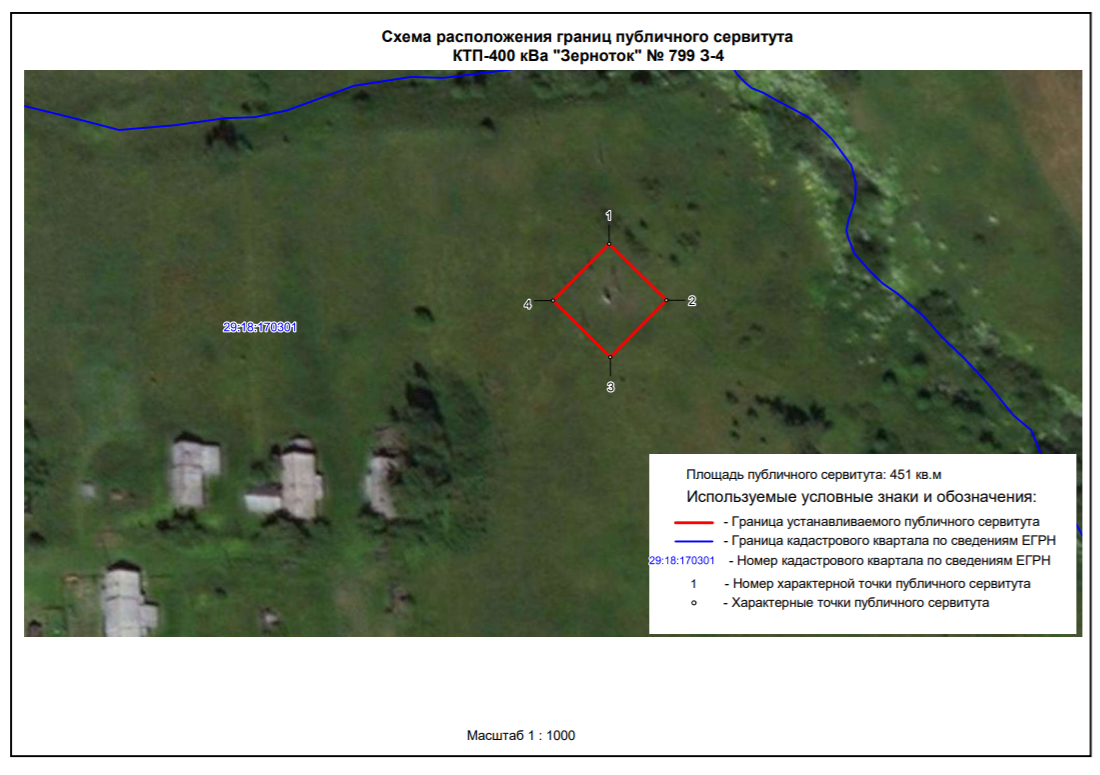 Схема расположения границ публичного сервитута
КТП-400 кВа "Зерноток" № 799 З-4
1
4
2
29:18:170301
3
Площадь публичного сервитута: 451 кв.м
Используемые условные знаки и обозначения:
- Граница устанавливаемого публичного сервитута
- Граница кадастрового квартала по сведениям ЕГРН
29:18:170301 - Номер кадастрового квартала по сведениям ЕГРН
1 - Номер характерной точки публичного сервитута
- Характерные точки публичного сервитута
Масштаб 1 : 1000